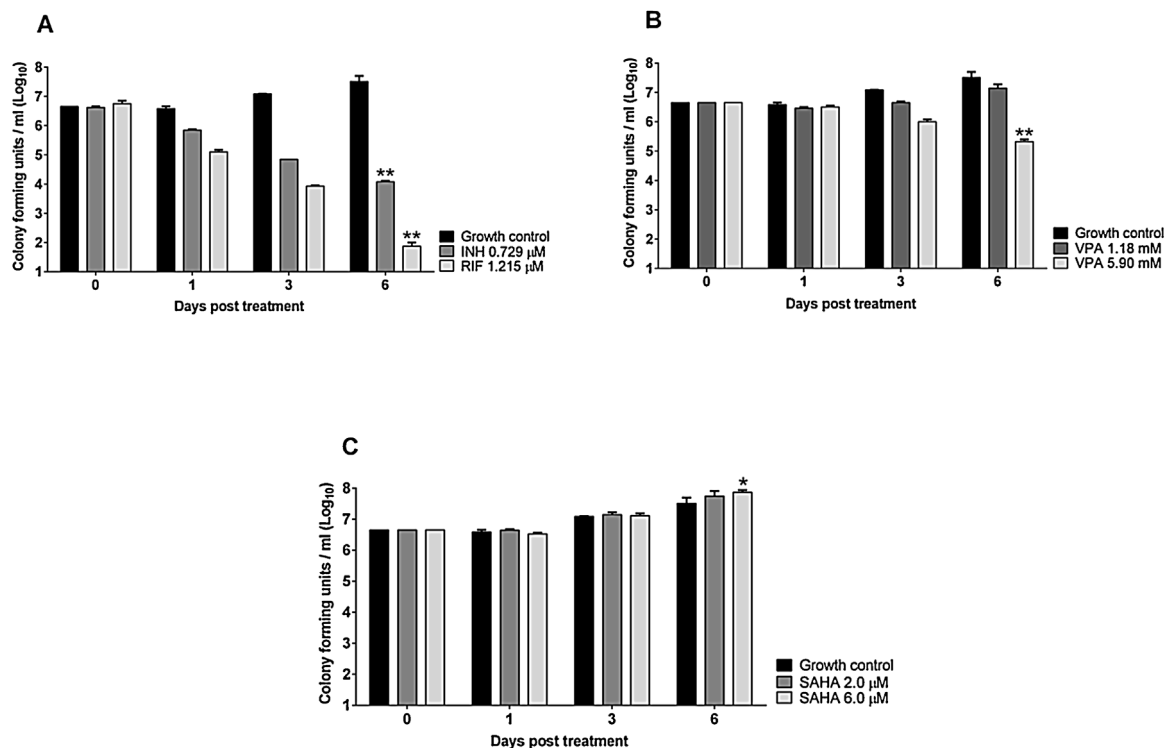 A
Colony forming units / ml (Log10)
8
7
6
5
4
3
2
1
**
**
0 1 3 6
Days post treatment
Growth control
INH 0.729 μM
RIF 1.215 μM
B
Colony forming units / ml (Log10)
8
7
6
5
4
3
2
1
**
0 1 3 6
Days post treatment
Growth control
VPA 1.18 mM
VPA 5.90 mM
C
Colony forming units / ml (Log10)
8
7
6
5
4
3
2
1
*
0 1 3 6
Days post treatment
Growth control
SAHA 2.0 μM
SAHA 6.0 μM